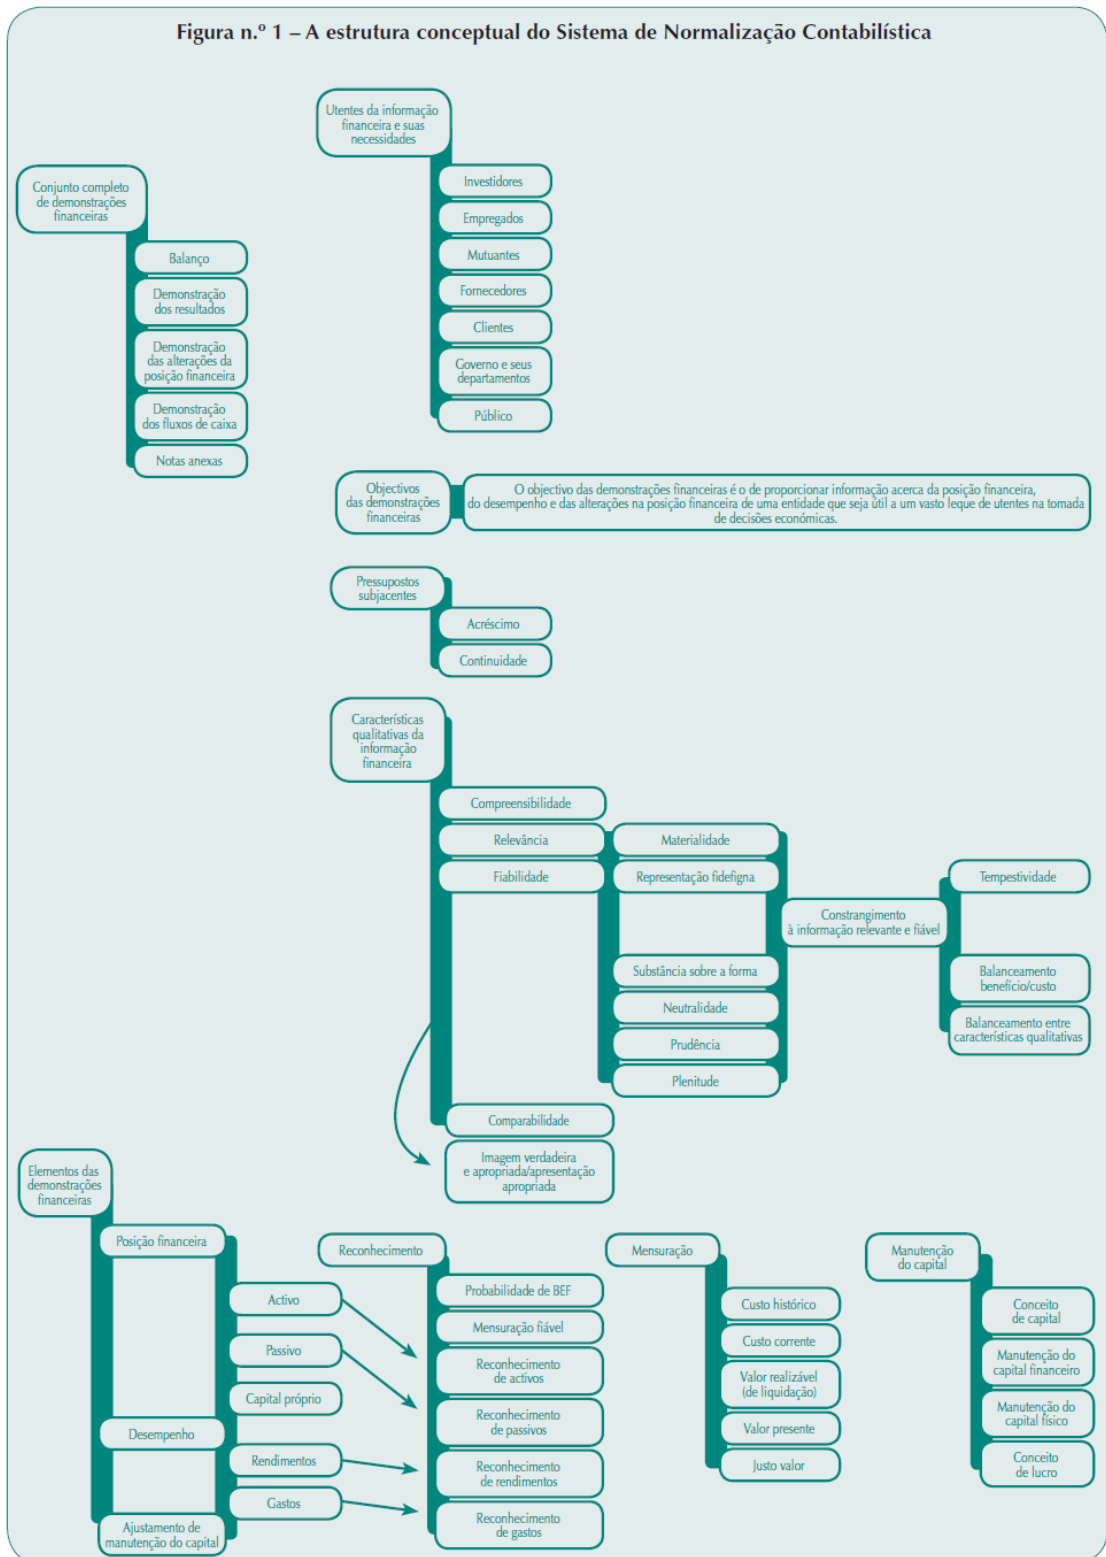 Figura n.º 1 – A estrutura conceptual do Sistema de Normalização Contabilística
Utentes da informação
financeira e suas
necessidades
Investidores
Empregados
Mutuantes
Fornecedores
Clientes
Governo e seus
departamentos
Público
Conjunto completo
de demonstrações
financeiras
Balanço
Demonstração
dos resultados
Demonstração
das alterações da
posição financeira
Demonstração
dos fluxos de caixa
Notas anexas
Objectivos
das demonstrações
financeiras
O objectivo das demonstrações financeiras é o de proporcionar informação acerca da posição financeira,
do desempenho e das alterações na posição financeira de uma entidade que seja útil a um vasto leque de utentes na tomada
de decisões económicas.
Pressupostos
subjacentes
Acréscimo
Continuidade
Características
qualitativas da
informação
financeira
Compreensibilidade
Relevância
Fiabilidade
Materialidade
Representação fidefigna
Substância sobre a forma
Neutralidade
Prudência
Plenitude
Constrangimento
à informação relevante e fiável
Tempestividade
Balanceamento
benefício/custo
Balanceamento entre
características qualitativas
Comparabilidade
Imagem verdadeira
e apropriada/apresentação
apropriada
Elementos das
demonstrações
financeiras
Posição financeira
Activo
Passivo
Capital próprio
Desempenho
Rendimentos
Gastos
Ajustamento de
manutenção do capital
Reconhecimento
Probabilidade de BEF
Mensuração fiável
Reconhecimento
de activos
Reconhecimento
de passivos
Reconhecimento
de rendimentos
Reconhecimento
de gastos
Mensuração
Custo histórico
Custo corrente
Valor realizável
(de liquidação)
Valor presente
Justo valor
Manutenção
do capital
Conceito
de capital
Manutenção do
capital financeiro
Manutenção do
capital físico
Conceito
de lucro